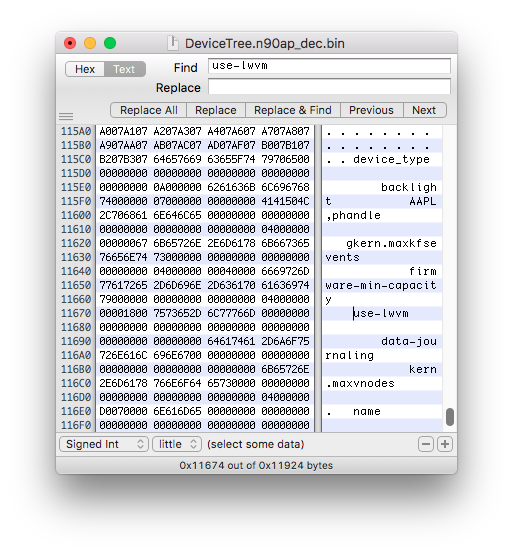 DeviceTree.n90ap_dec.bin
Hex Text Find use-lwvm
Replace
Replace All Replace Replace & Find Previous Next
115A0 A007A107 A207A307 A407A607 A707A807 . . . . . . . .
115B0 A907AA07 AB07AC07 AD07AF07 B007B107 . . . . . . . .
115C0 B207B307 64657669 63655F74 79706500 . . device_type
115D0 00000000 00000000 00000000 00000000
115E0 00000000 0A000000 6261636B 6C696768 backligh
115F0 74000000 07000000 00000000 4141504C t AAPL
11600 2C706861 6E646C65 00000000 00000000 ,phandle
11610 00000000 00000000 00000000 04000000
11620 00000067 6B65726E 2E6D6178 6B667365 gkern.maxkfse
11630 76656E74 73000000 00000000 00000000 vents
11640 00000000 04000000 00040000 6669726D firm
11650 77617265 2D6D696E 2D636170 61636974 ware-min-capacit
11660 79000000 00000000 00000000 04000000 y
11670 00001800 7573652D 6C77766D 00000000 use-lwvm
11680 00000000 00000000 00000000 00000000
11690 00000000 00000000 64617461 2D6A6F75 data-jou
116A0 726E616C 696E6700 00000000 00000000 rnaling
116B0 00000000 00000000 00000000 6B65726E kern
116C0 2E6D6178 766E6F64 65730000 00000000 .maxvnodes
116D0 00000000 00000000 00000000 04000000
116E0 D0070000 6E616D65 00000000 00000000 . name
116F0 00000000 00000000 00000000 00000000
Signed Int little (select some data)
0x11674 out of 0x11924 bytes